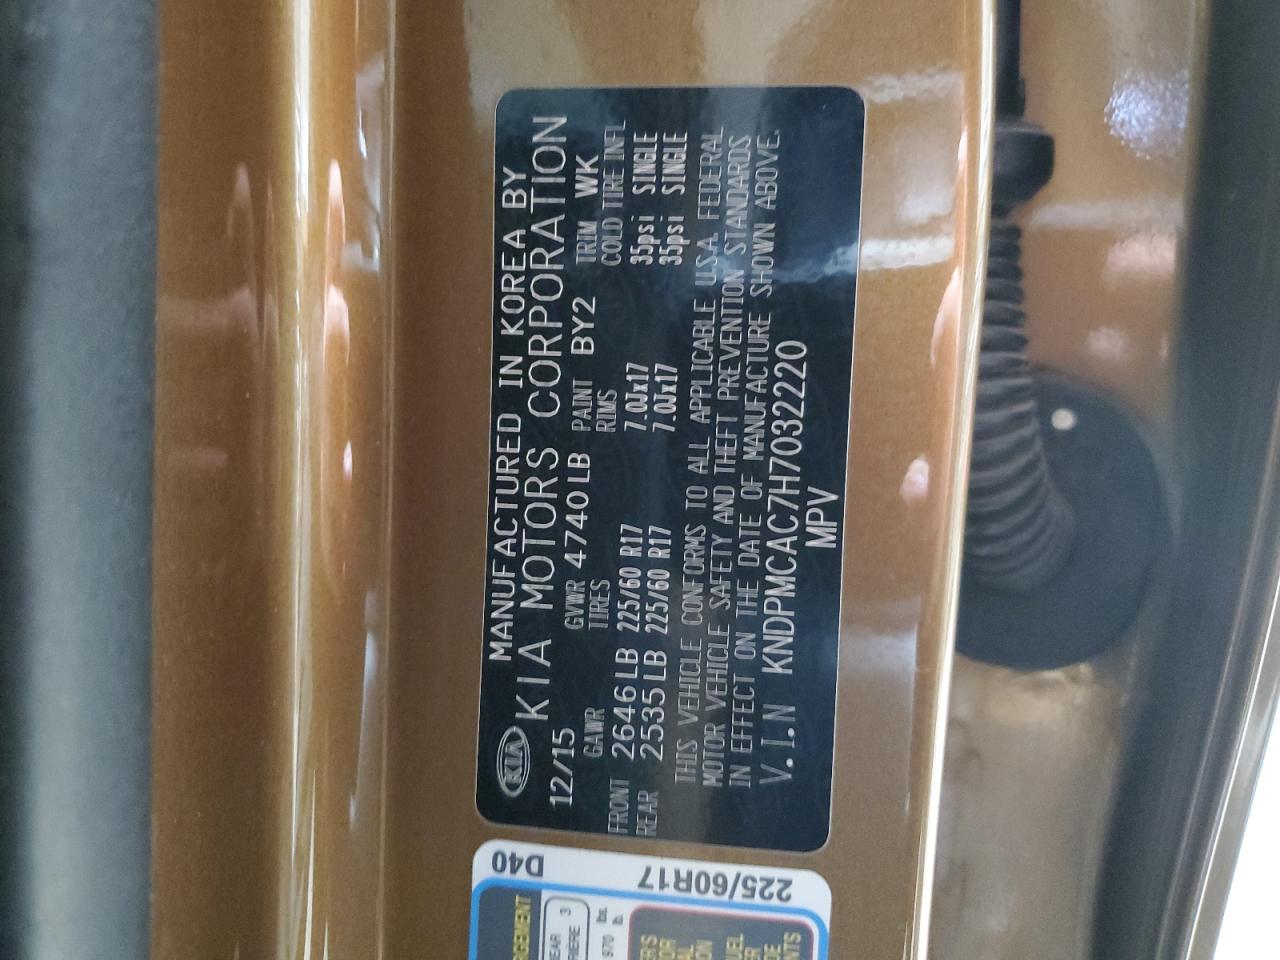 MANUFACTURED IN KOREA BY
KIA KIA MOTORS CORPORATION
12/15 GVWR 4740LB PAINT BY2 TRIM WK
GAWR TIRES RIMS COLD TIRE INFL
FRONT 2646LB 225/60 R17 7.0Jx17 35psi SINGLE
REAR 2535LB 225/60 R17 7.0Jx17 35psi SINGLE
THIS VEHICLE CONFORMS TO ALL APPLICABLE U.S.A. FEDERAL
MOTOR VEHICLE SAFETY AND THEFT PREVENTION STANDARDS
IN EFFECT ON THE DATE OF MANUFACTURE SHOWN ABOVE.
V.I.N KNDPMCAC7H7032220
MPV
D40
225/60R17
3
970